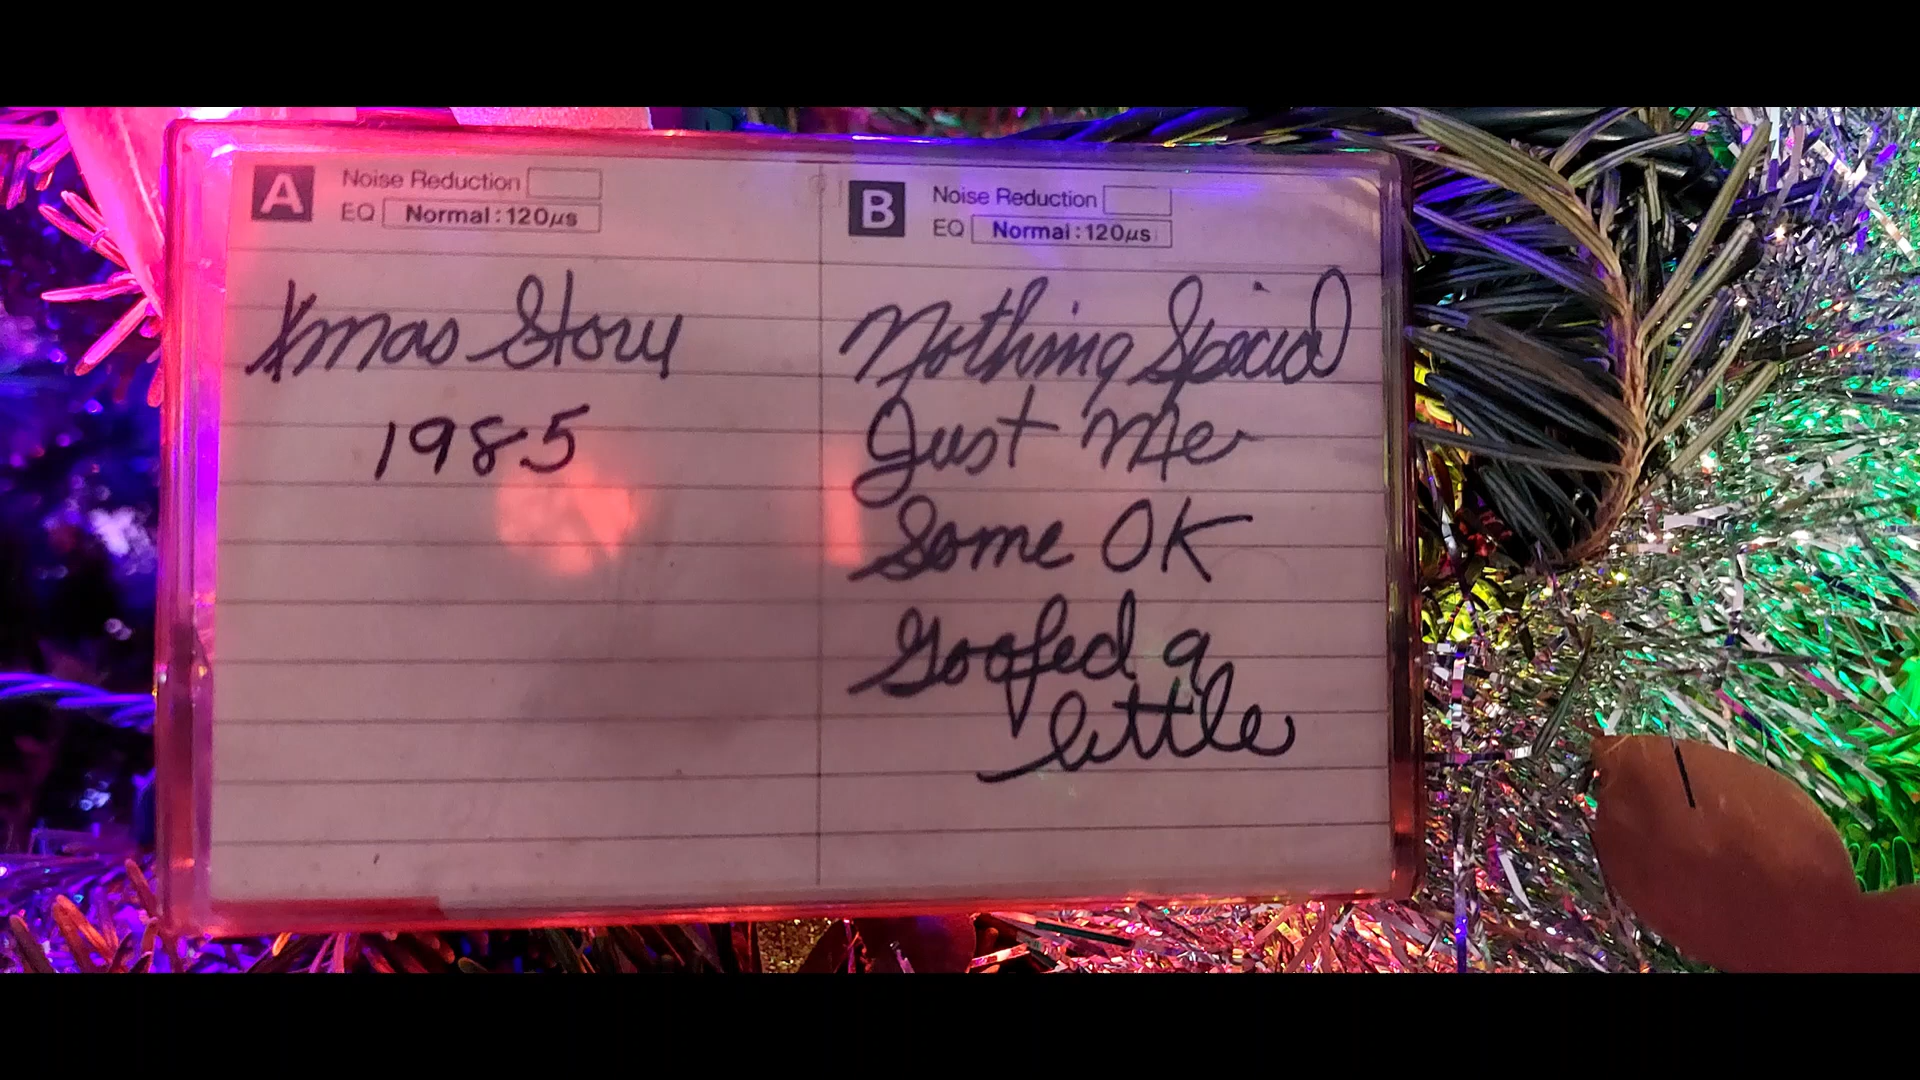 A Noise Reduction
EQ Normal : 120µs
Xmas Story
1985
B Noise Reduction
EQ Normal : 120µs
Nothing Special
Just Me
Some OK
Goofed a
little